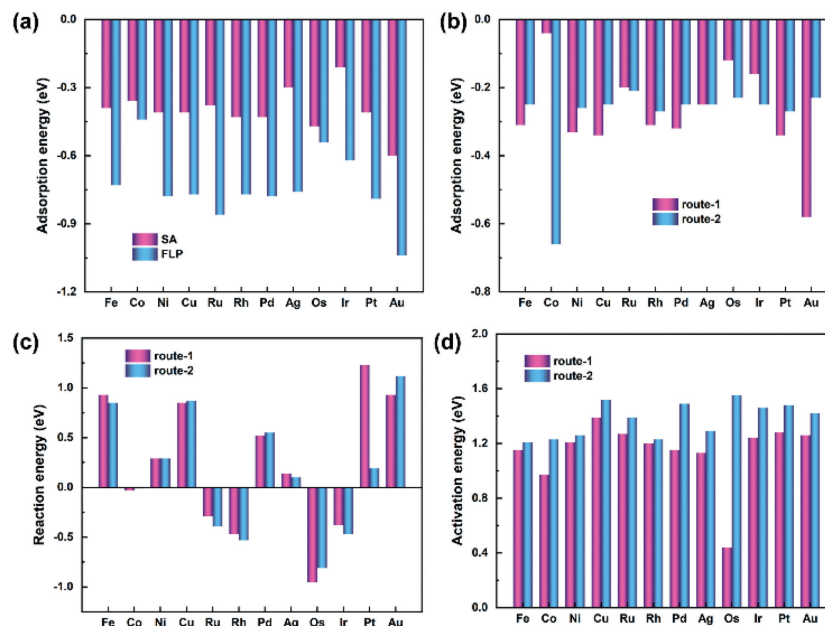 (a)
0.0
-0.3
-0.6
-0.9
-1.2
Adsorption energy (eV)
SA
FLP
Fe Co Ni Cu Ru Rh Pd Ag Os Ir Pt Au
(b)
0.0
-0.2
-0.4
-0.6
-0.8
Adsorption energy (eV)
route-1
route-2
Fe Co Ni Cu Ru Rh Pd Ag Os Ir Pt Au
(c)
1.5
1.0
0.5
0.0
-0.5
-1.0
Reaction energy (eV)
route-1
route-2
Fe Co Ni Cu Ru Rh Pd Ag Os Ir Pt Au
(d)
2.0
1.6
1.2
0.8
0.4
0.0
Activation energy (eV)
route-1
route-2
Fe Co Ni Cu Ru Rh Pd Ag Os Ir Pt Au